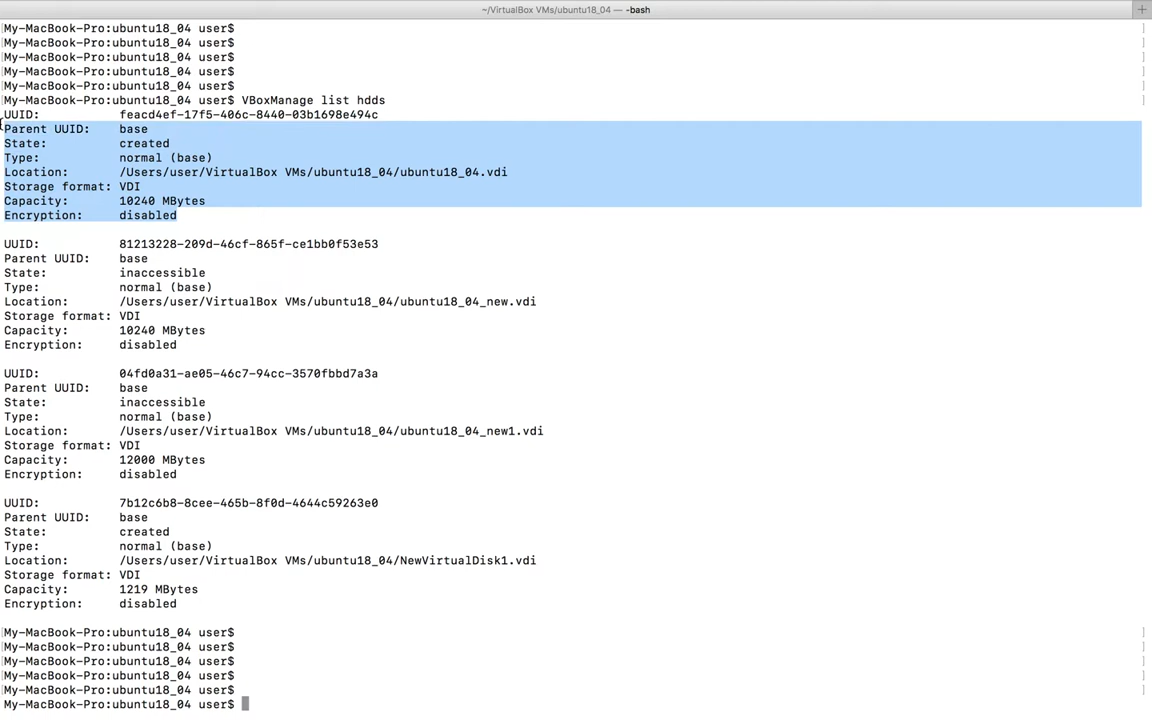 ~/VirtualBox VMs/ubuntu18_04 — -bash
[My-MacBook-Pro:ubuntu18_04 user$ ]
[My-MacBook-Pro:ubuntu18_04 user$ ]
[My-MacBook-Pro:ubuntu18_04 user$ ]
[My-MacBook-Pro:ubuntu18_04 user$ ]
[My-MacBook-Pro:ubuntu18_04 user$ ]
[My-MacBook-Pro:ubuntu18_04 user$ VBoxManage list hdds ]
UUID: feacd4ef-17f5-406c-8440-03b1698e494c
Parent UUID: base
State: created
Type: normal (base)
Location: /Users/user/VirtualBox VMs/ubuntu18_04/ubuntu18_04.vdi
Storage format: VDI
Capacity: 10240 MBytes
Encryption: disabled
UUID: 81213228-209d-46cf-865f-ce1bb0f53e53
Parent UUID: base
State: inaccessible
Type: normal (base)
Location: /Users/user/VirtualBox VMs/ubuntu18_04/ubuntu18_04_new.vdi
Storage format: VDI
Capacity: 10240 MBytes
Encryption: disabled
UUID: 04fd0a31-ae05-46c7-94cc-3570fbbd7a3a
Parent UUID: base
State: inaccessible
Type: normal (base)
Location: /Users/user/VirtualBox VMs/ubuntu18_04/ubuntu18_04_new1.vdi
Storage format: VDI
Capacity: 12000 MBytes
Encryption: disabled
UUID: 7b12c6b8-8cee-465b-8f0d-4644c59263e0
Parent UUID: base
State: created
Type: normal (base)
Location: /Users/user/VirtualBox VMs/ubuntu18_04/NewVirtualDisk1.vdi
Storage format: VDI
Capacity: 1219 MBytes
Encryption: disabled
[My-MacBook-Pro:ubuntu18_04 user$ ]
[My-MacBook-Pro:ubuntu18_04 user$ ]
[My-MacBook-Pro:ubuntu18_04 user$ ]
[My-MacBook-Pro:ubuntu18_04 user$ ]
[My-MacBook-Pro:ubuntu18_04 user$ ]
My-MacBook-Pro:ubuntu18_04 user$